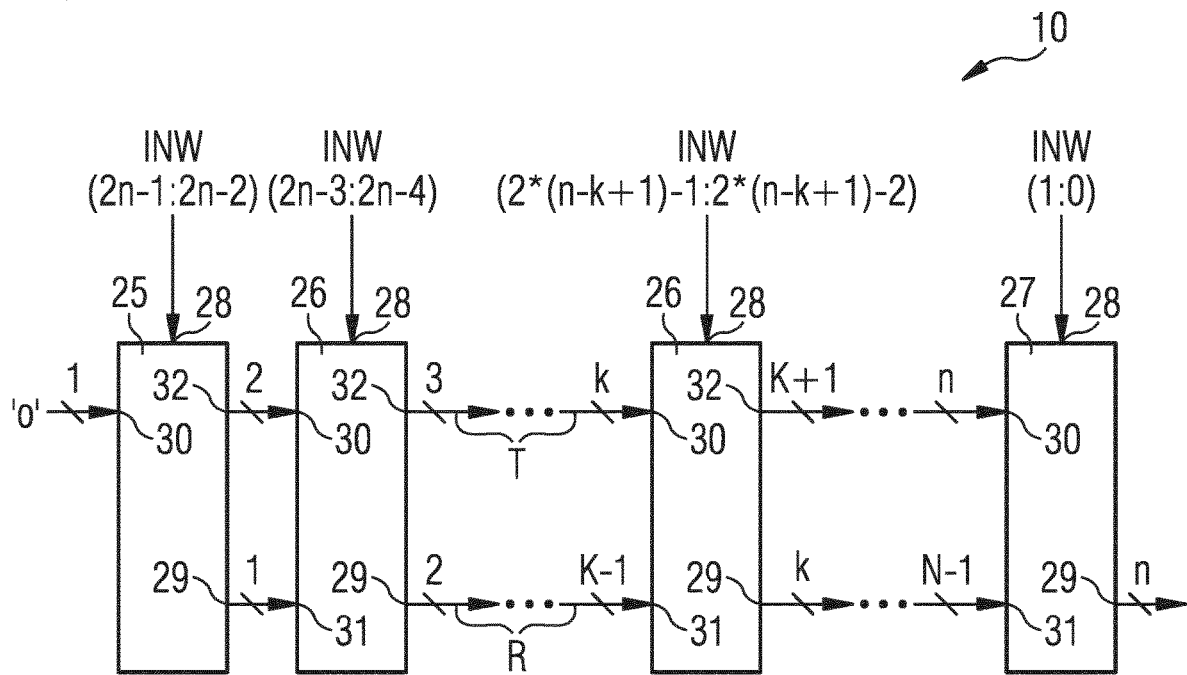 10
INW INW INW INW
(2n-1:2n-2) (2n-3:2n-4) (2*(n-k+1)-1:2*(n-k+1)-2) (1:0)
25 28 26 28 26 28 27 28
1 32 2 32 3 k 32 K+1 n
'o' 30 30 T 30 30
29 1 29 2 K-1 29 k N-1 29 n
31 R 31 31